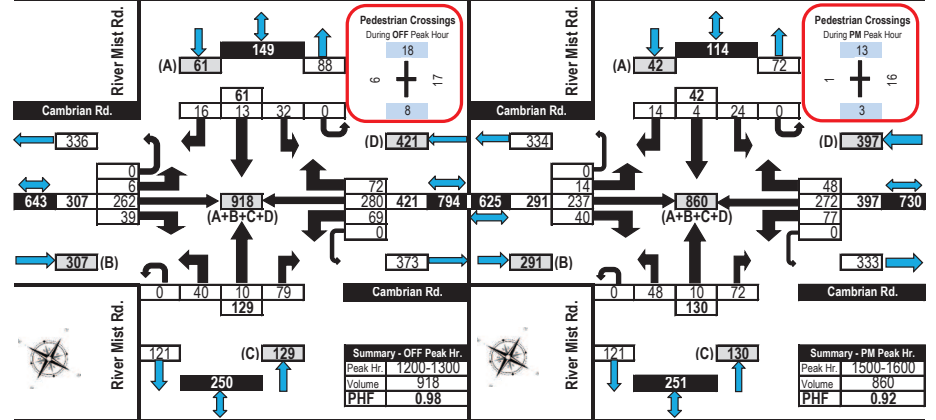 River Mist Rd.
149
(A) 61
88
Pedestrian Crossings
During OFF Peak Hour
18
6
17
8
61
16 13 32 0
Cambrian Rd.
336
(D) 421
0
6
643 307 262
39
918
(A+B+C+D)
72
280 421 794
69
0
307 (B)
373
0 40 10 79
129
Cambrian Rd.
River Mist Rd.
121
(C) 129
250
Summary - OFF Peak Hr.
Peak Hr. 1200-1300
Volume 918
PHF 0.98
River Mist Rd.
114
(A) 42
72
Pedestrian Crossings
During PM Peak Hour
13
1
16
3
42
14 4 24 0
Cambrian Rd.
334
(D) 397
0
14
625 291 237
40
860
(A+B+C+D)
48
272 397 730
77
0
291 (B)
333
0 48 10 72
130
Cambrian Rd.
River Mist Rd.
121
(C) 130
251
Summary - PM Peak Hr.
Peak Hr. 1500-1600
Volume 860
PHF 0.92